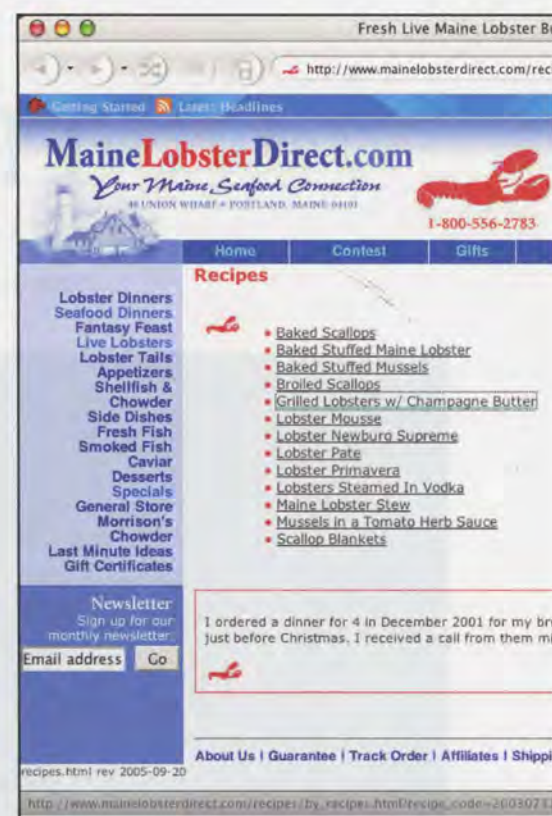 Fresh Live Maine Lobster
http://www.mainelobsterdirect.com/rec
Getting Started Latest Headlines
MaineLobsterDirect.com
Your Maine Seafood Connection
40 UNION WHARF • PORTLAND, MAINE 04101
1-800-556-2783
Home Contest Gifts
Recipes
Lobster Dinners
Seafood Dinners
Fantasy Feast
Live Lobsters
Lobster Tails
Appetizers
Shellfish &
Chowder
Side Dishes
Fresh Fish
Smoked Fish
Caviar
Desserts
Specials
General Store
Morrison's
Chowder
Last Minute Ideas
Gift Certificates
• Baked Scallops
• Baked Stuffed Maine Lobster
• Baked Stuffed Mussels
• Broiled Scallops
• Grilled Lobsters w/ Champagne Butter
• Lobster Mousse
• Lobster Newburg Supreme
• Lobster Pate
• Lobster Primavera
• Lobsters Steamed In Vodka
• Maine Lobster Stew
• Mussels in a Tomato Herb Sauce
• Scallop Blankets
Newsletter
Sign up for our
monthly newsletter.
Email address Go
I ordered a dinner for 4 in December 2001 for my br
just before Christmas. I received a call from them mi
About Us | Guarantee | Track Order | Affiliates | Shippi
recipes.html rev 2005-09-20